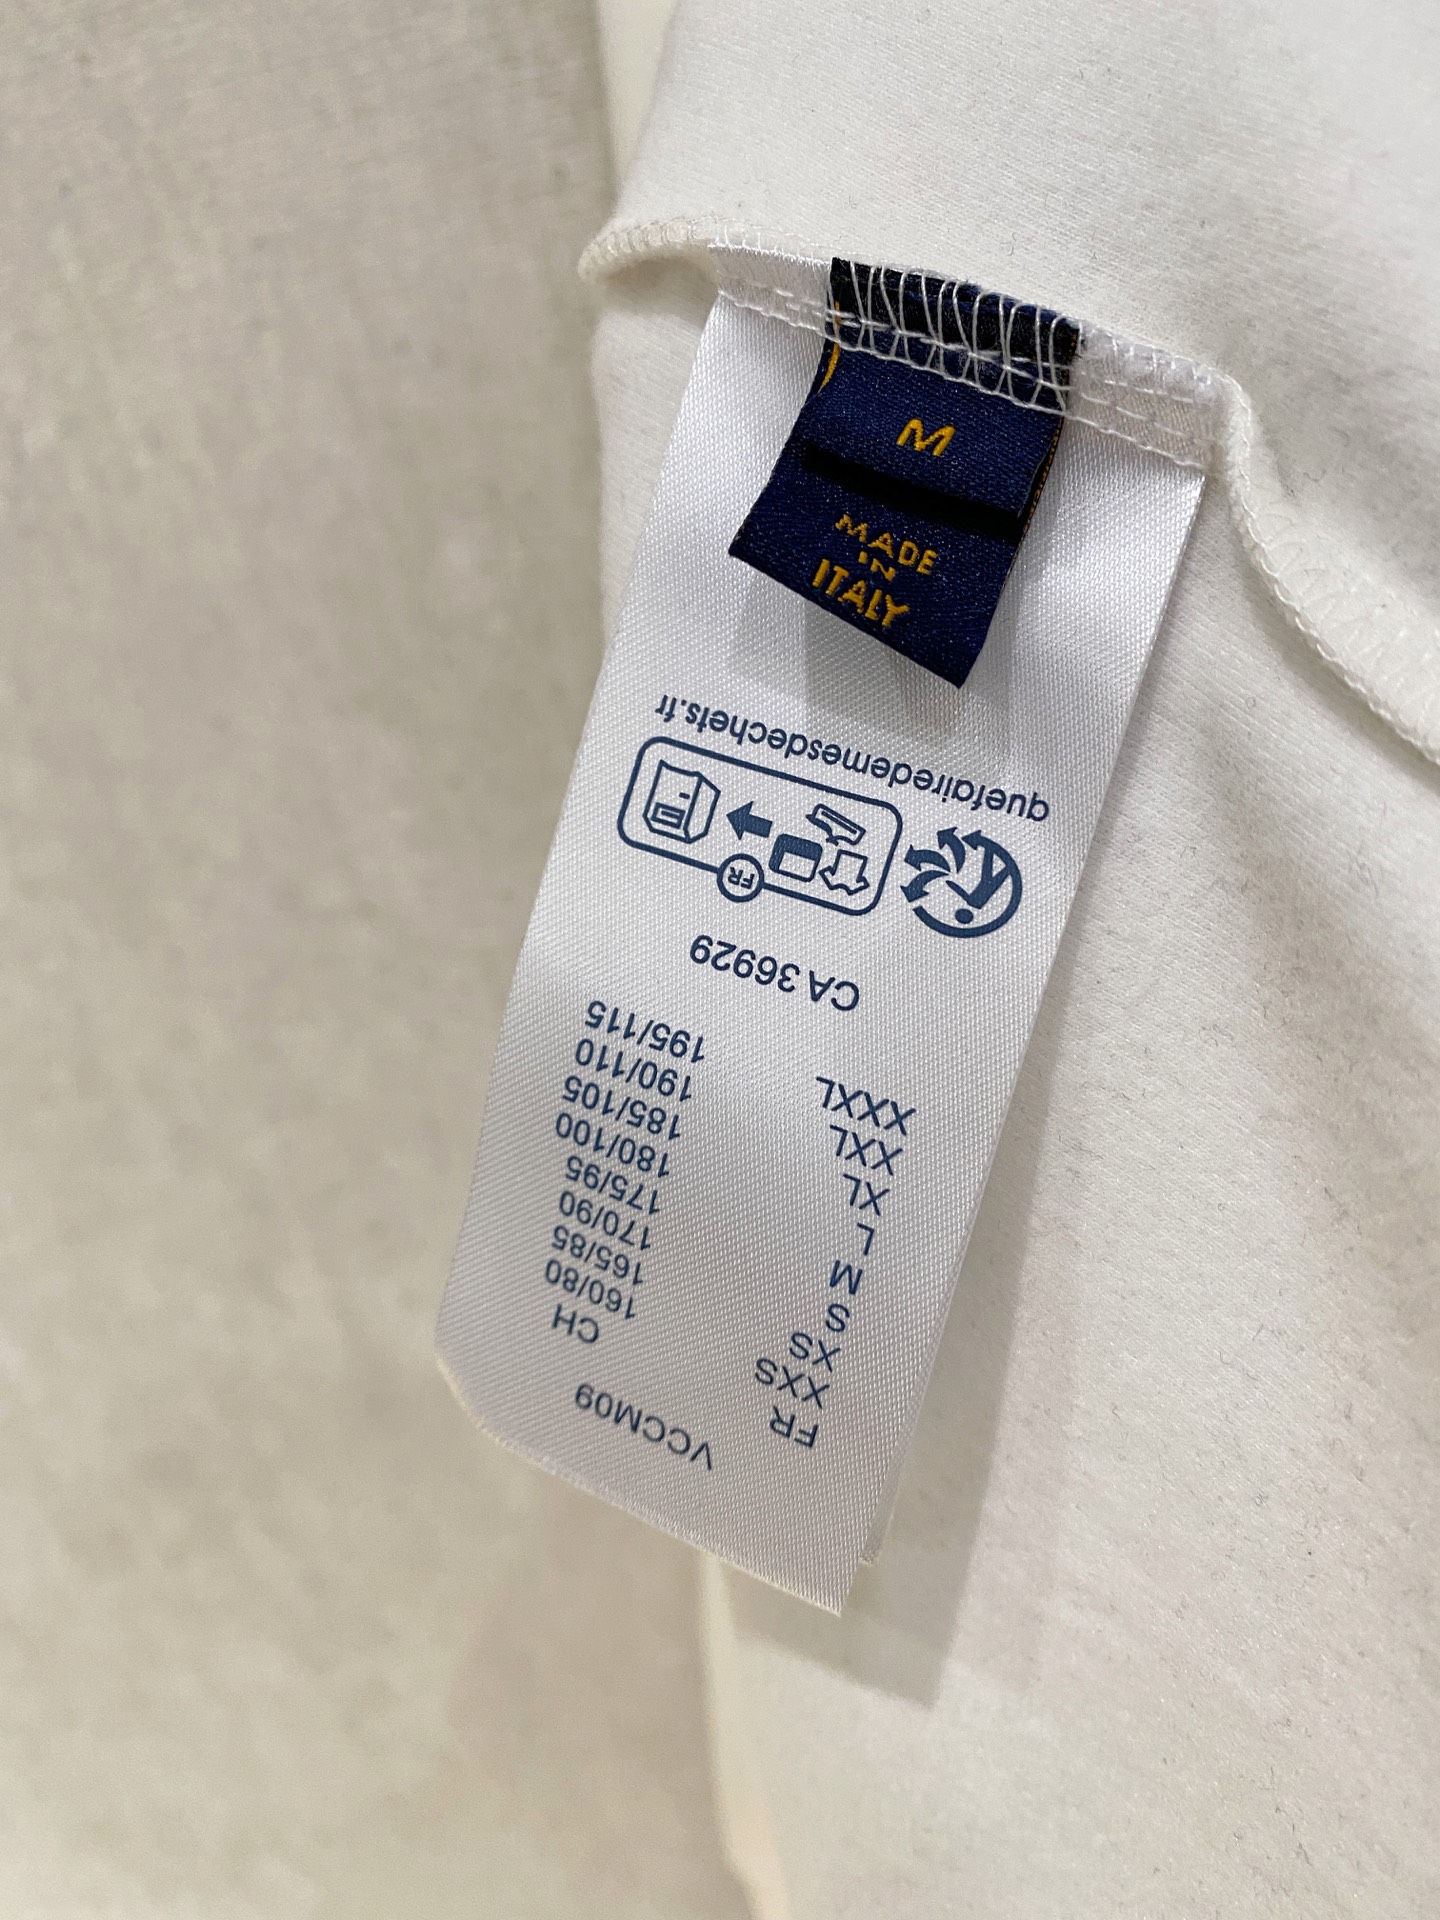 M
MADE
IN
ITALY
VCCM09
FR CH
XXS 160/80
XS 165/85
S 170/90
M 175/95
L 180/100
XL 185/105
XXL 190/110
XXXL 195/115
CA 36929
FR
quefairedemesdechets.fr